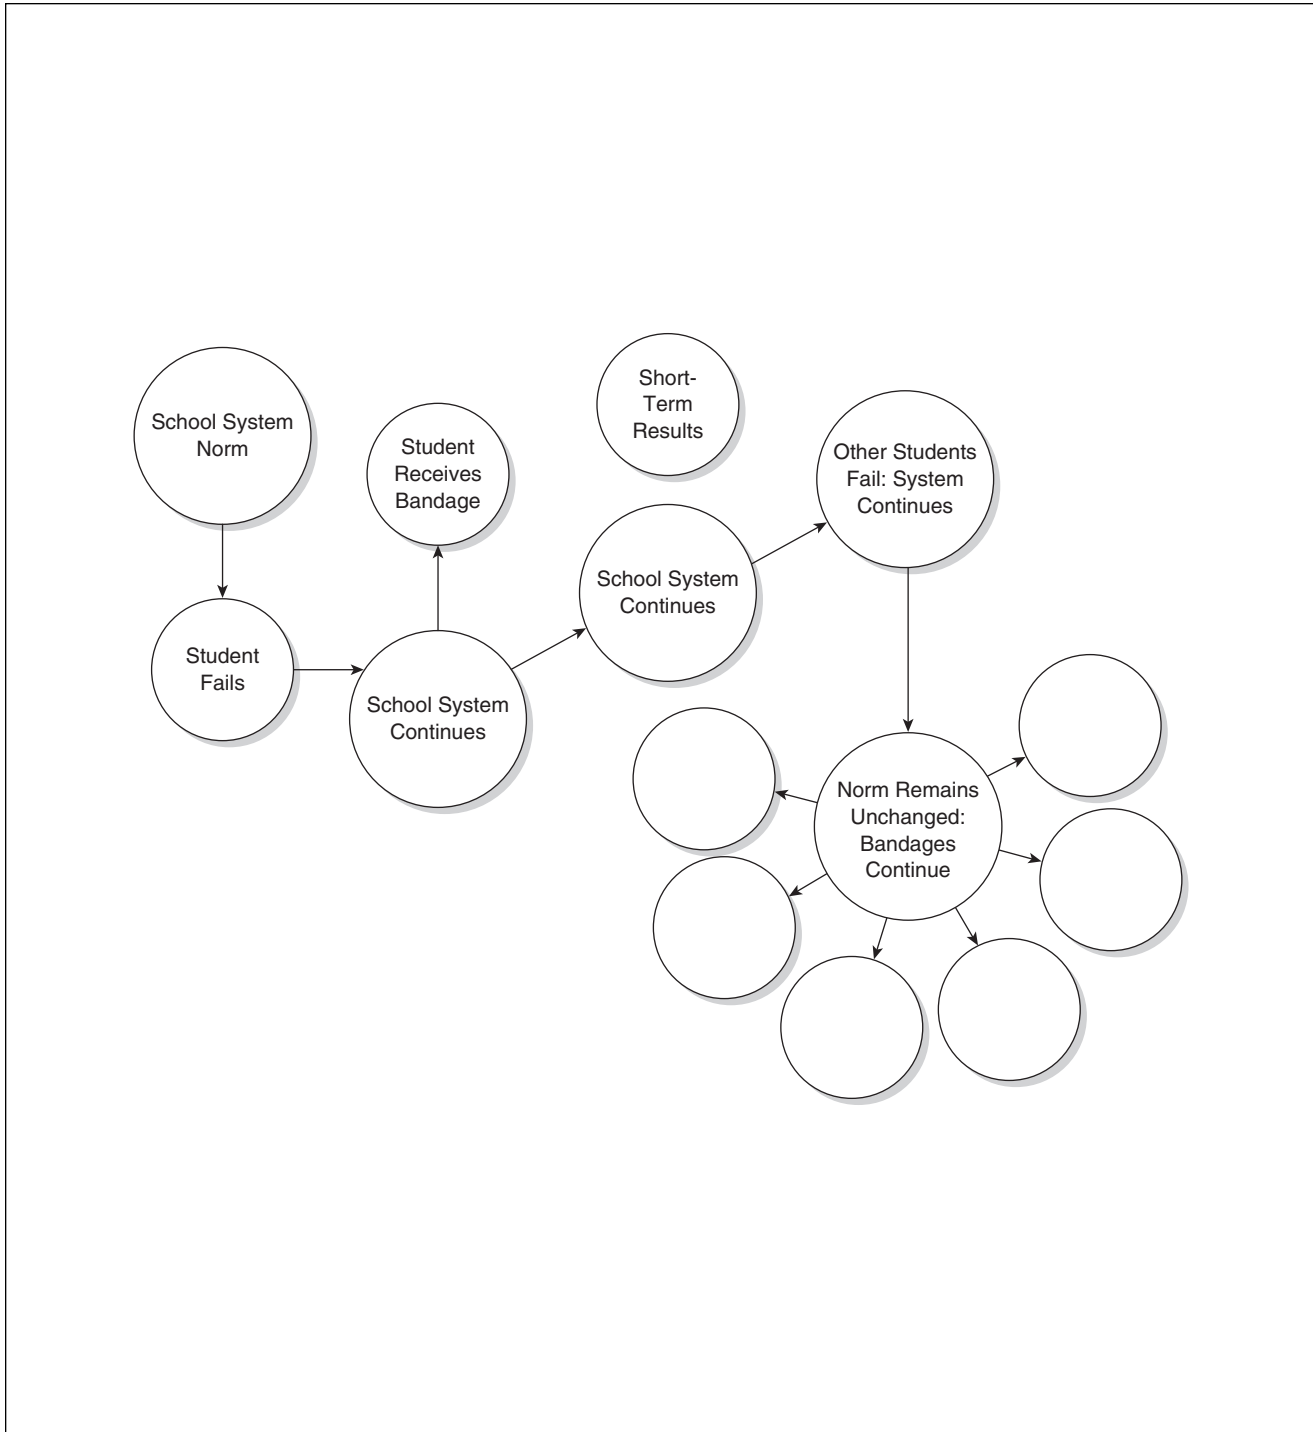 School System
Norm
Student
Fails
Student
Receives
Bandage
School System
Continues
Short-
Term
Results
School System
Continues
Other Students
Fail: System
Continues
Norm Remains
Unchanged:
Bandages
Continue